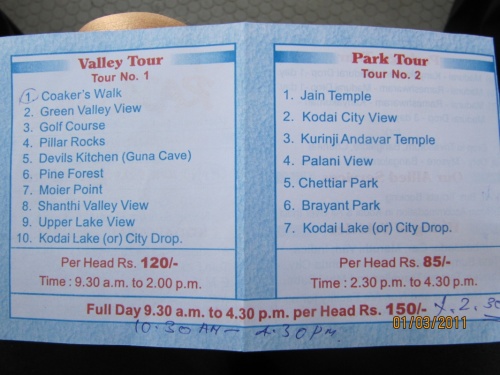 Valley Tour
Tour No. 1
1. Coaker's Walk
2. Green Valley View
3. Golf Course
4. Pillar Rocks
5. Devils Kitchen (Guna Cave)
6. Pine Forest
7. Moier Point
8. Shanthi Valley View
9. Upper Lake View
10. Kodai Lake (or) City Drop.
Per Head Rs. 120/-
Time : 9.30 a.m. to 2.00 p.m.
Park Tour
Tour No. 2
1. Jain Temple
2. Kodai City View
3. Kurinji Andavar Temple
4. Palani View
5. Chettiar Park
6. Brayant Park
7. Kodai Lake (or) City Drop.
Per Head Rs. 85/-
Time : 2.30 p.m. to 4.30 p.m.
Full Day 9.30 a.m. to 4.30 p.m. per Head Rs. 150/-
10.30 AM - 4.30 PM
01/03/2011